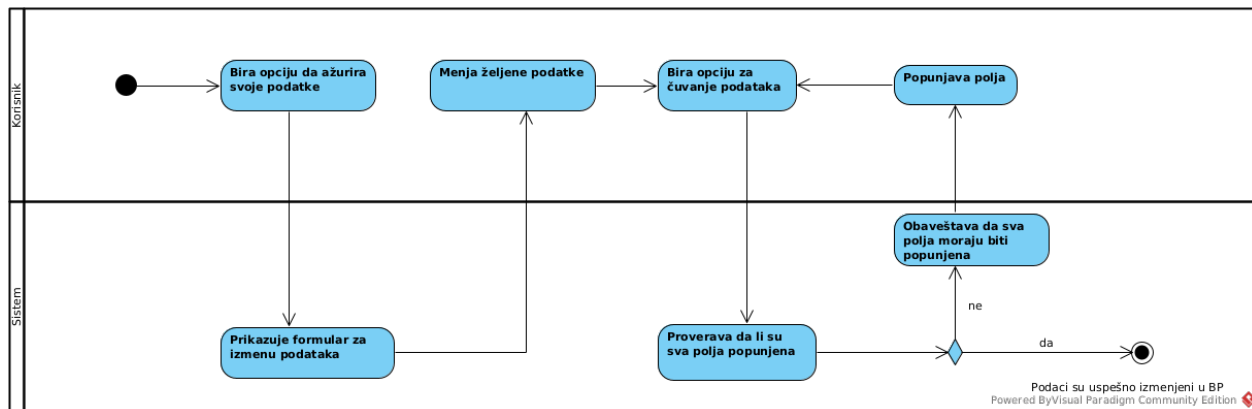 Korisnik
Bira opciju da ažurira
svoje podatke
Menja željene podatke
Bira opciju za
čuvanje podataka
Popunjava polja
Sistem
Obaveštava da sva
polja moraju biti
popunjena
ne
Prikazuje formular za
izmenu podataka
Proverava da li su
sva polja popunjena
da
Podaci su uspešno izmenjeni u BP
Powered ByVisual Paradigm Community Edition